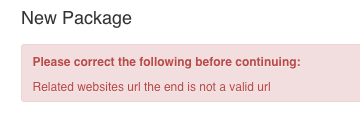 New Package
Please correct the following before continuing:
Related websites url the end is not a valid url